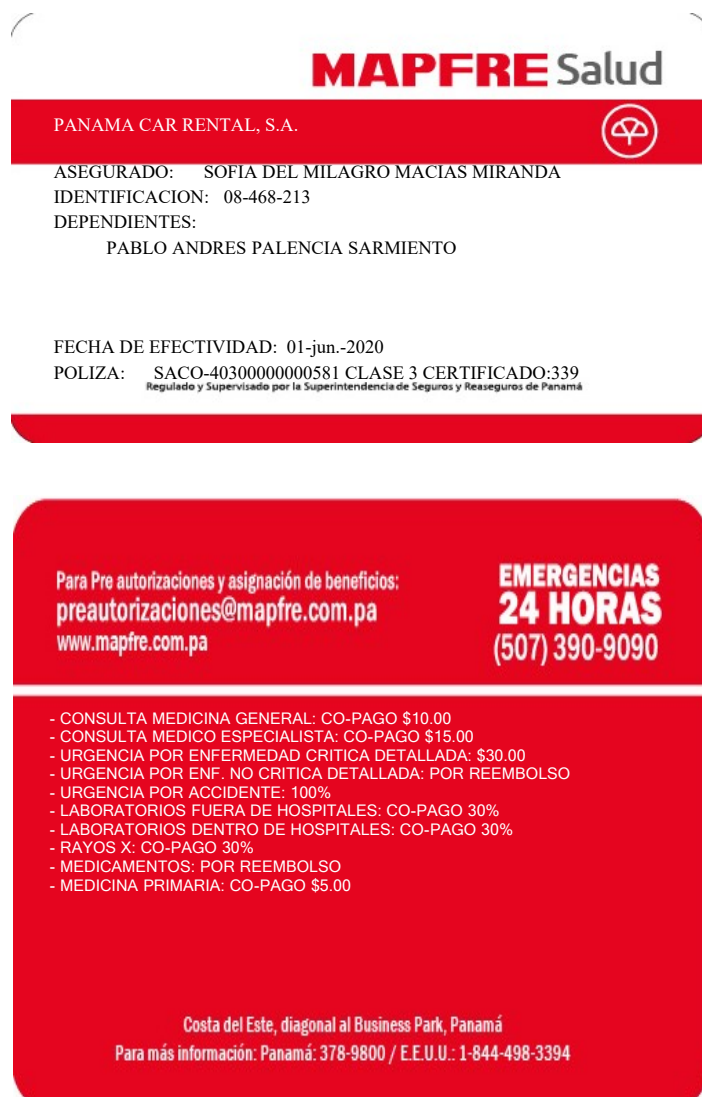 MAPFRE Salud
PANAMA CAR RENTAL, S.A.
ASEGURADO: SOFIA DEL MILAGRO MACIAS MIRANDA
IDENTIFICACION: 08-468-213
DEPENDIENTES:
PABLO ANDRES PALENCIA SARMIENTO
FECHA DE EFECTIVIDAD: 01-jun.-2020
POLIZA: SACO-40300000000581 CLASE 3 CERTIFICADO:339
Regulado y Supervisado por la Superintendencia de Seguros y Reaseguros de Panamá
Para Pre autorizaciones y asignación de beneficios:
preautorizaciones@mapfre.com.pa
www.mapfre.com.pa
EMERGENCIAS
24 HORAS
(507) 390-9090
- CONSULTA MEDICINA GENERAL: CO-PAGO $10.00
- CONSULTA MEDICO ESPECIALISTA: CO-PAGO $15.00
- URGENCIA POR ENFERMEDAD CRITICA DETALLADA: $30.00
- URGENCIA POR ENF. NO CRITICA DETALLADA: POR REEMBOLSO
- URGENCIA POR ACCIDENTE: 100%
- LABORATORIOS FUERA DE HOSPITALES: CO-PAGO 30%
- LABORATORIOS DENTRO DE HOSPITALES: CO-PAGO 30%
- RAYOS X: CO-PAGO 30%
- MEDICAMENTOS: POR REEMBOLSO
- MEDICINA PRIMARIA: CO-PAGO $5.00
Costa del Este, diagonal al Business Park, Panamá
Para más información: Panamá: 378-9800 / E.E.U.U.: 1-844-498-3394